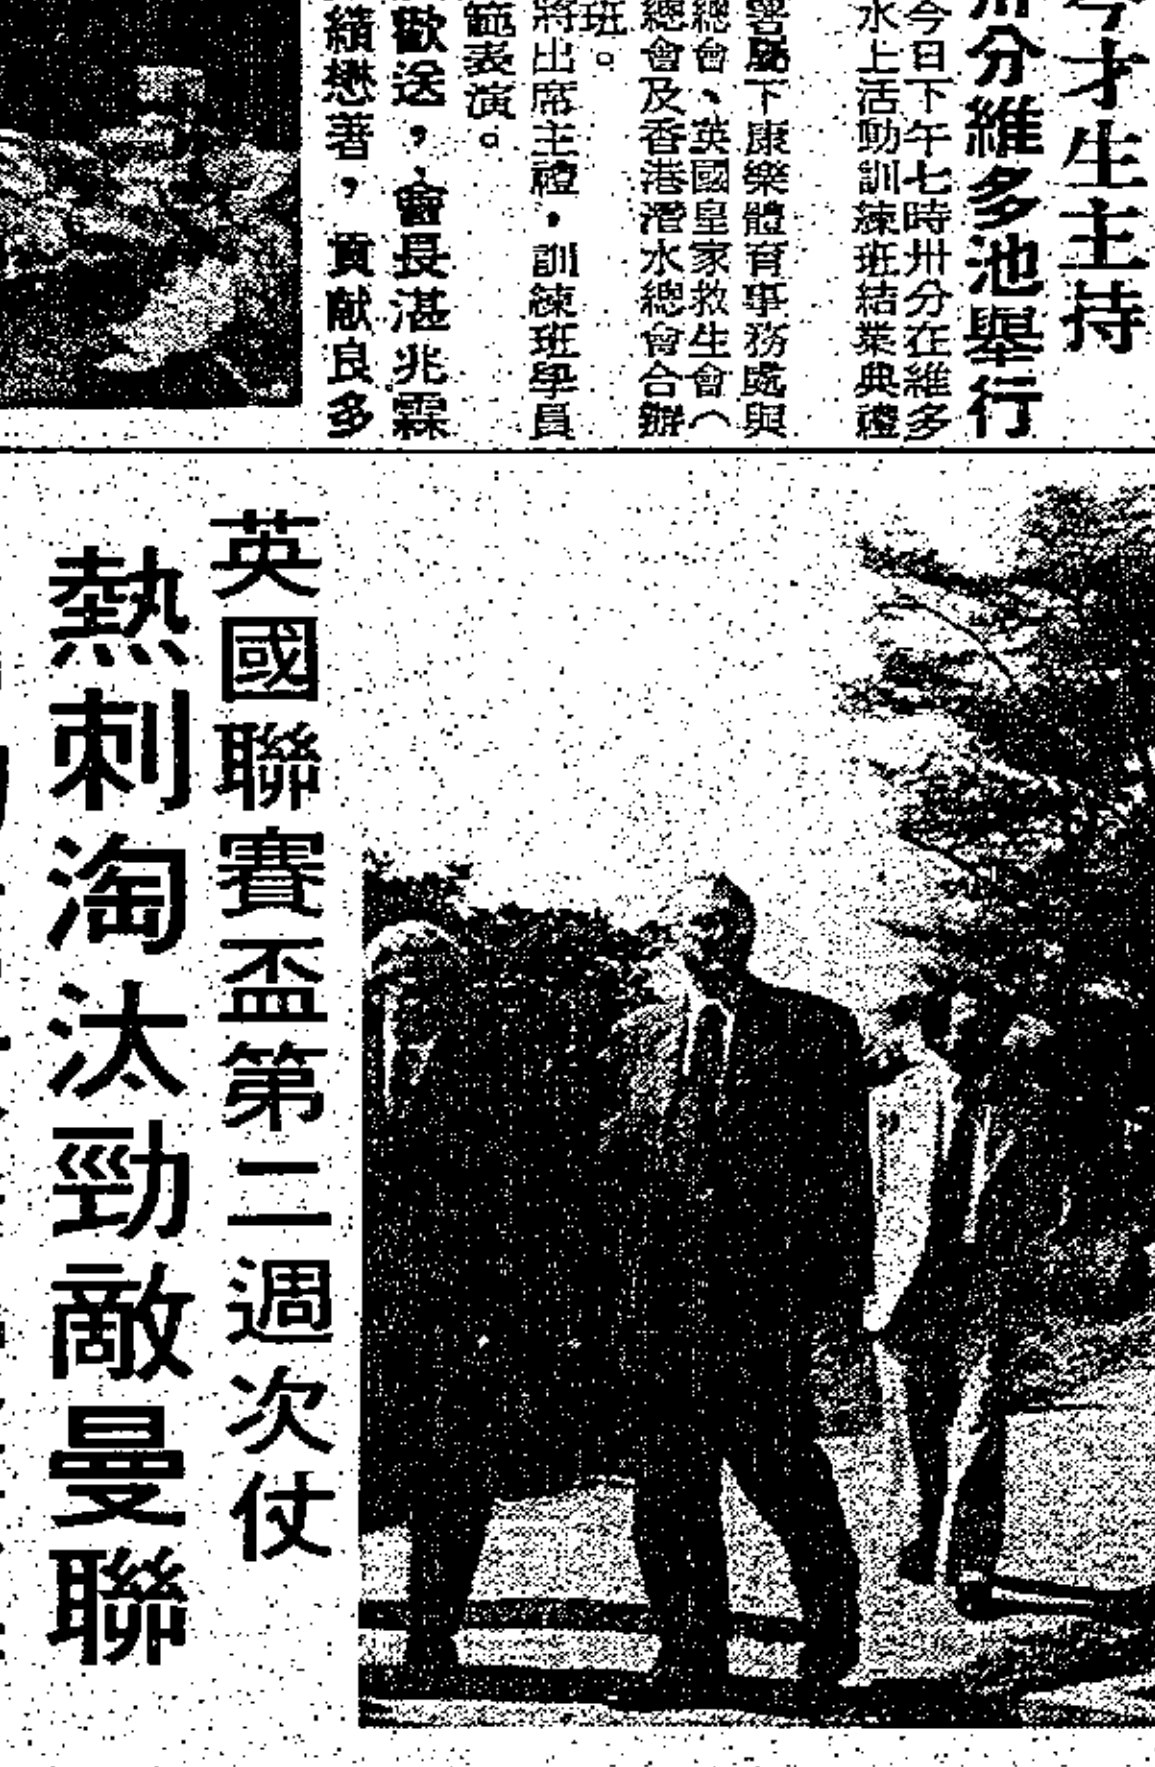 今才生主持
卅分維多池舉行
今日下午七時卅分在維多
水上活動訓練班結業典禮
署屬下康樂體育事務處與
總會、英國皇家救生會︵
總會及香港潛水總會合辦
班。
將出席主禮，訓練班學員
範表演。
歡送，會長湛兆霖
績懋著，貢献良多
英國聯賽盃第二週次仗
熱刺淘汰勁敵曼聯